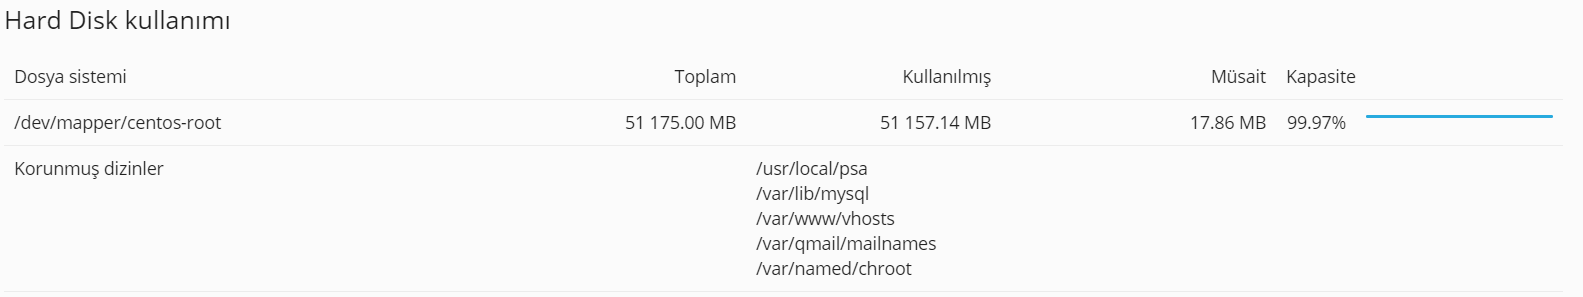 Hard Disk kullanımı
Dosya sistemi Toplam Kullanılmış Müsait Kapasite
/dev/mapper/centos-root 51 175.00 MB 51 157.14 MB 17.86 MB 99.97%
Korunmuş dizinler /usr/local/psa
/var/lib/mysql
/var/www/vhosts
/var/qmail/mailnames
/var/named/chroot